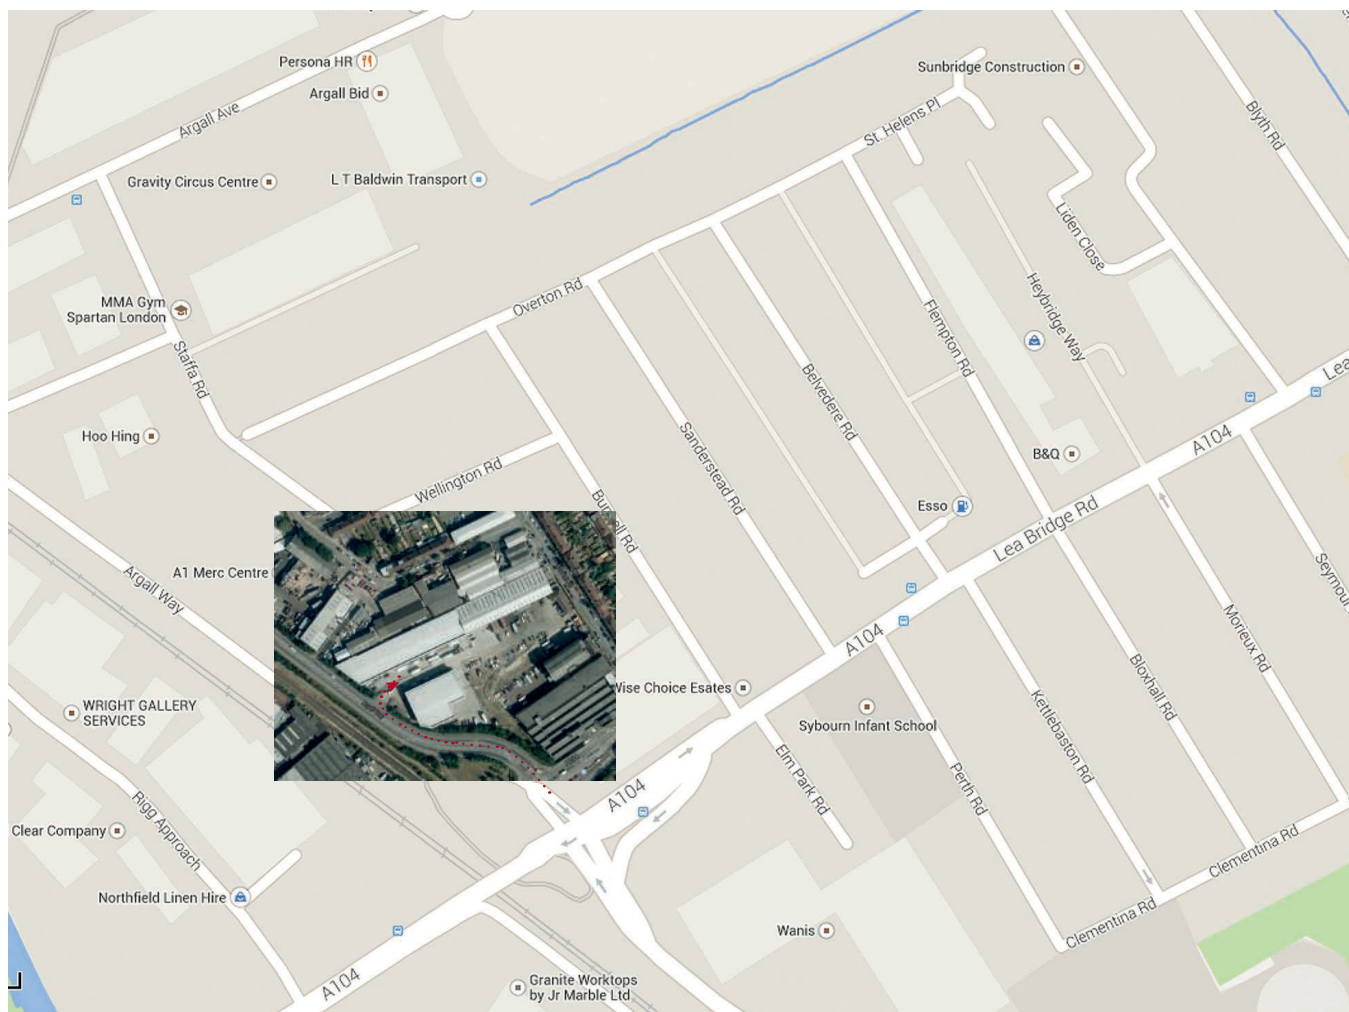 Persona HR
Argall Bid
Argall Ave
Gravity Circus Centre
L T Baldwin Transport
Sunbridge Construction
St. Helens Pl
Blyth Rd
Liden Close
Heybridge Way
MMA Gym
Spartan London
Overton Rd
Staffa Rd
Flempton Rd
Belvedere Rd
Lea
A104
Hoo Hing
Wellington Rd
Sanderstead Rd
B&Q
Esso
Lea Bridge Rd
Rd
A1 Merc Centre
Argall Way
Seymour
Morieux Rd
A104
Bloxhall Rd
Kettlebaston Rd
Wise Choice Esates
Sybourn Infant School
WRIGHT GALLERY
SERVICES
Elm Park Rd
Perth Rd
A104
Clear Company
Rigg Approach
Clementina Rd
Northfield Linen Hire
Clementina Rd
Wanis
A104
Granite Worktops
by Jr Marble Ltd